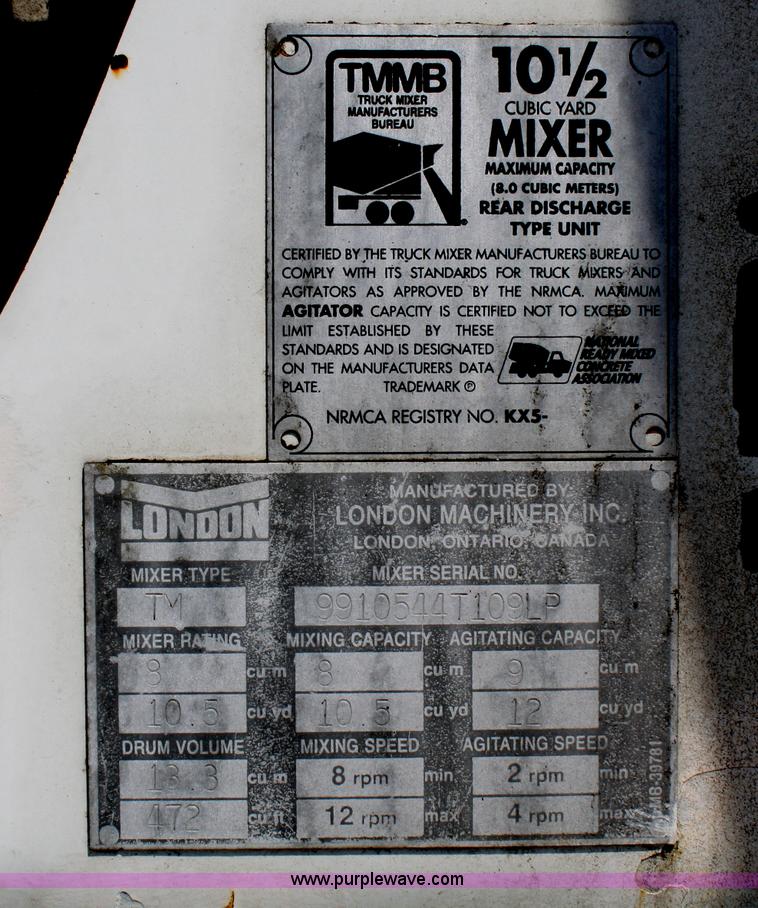 TMMB
TRUCK MIXER
MANUFACTURERS
BUREAU
10 1/2
CUBIC YARD
MIXER
MAXIMUM CAPACITY
(8.0 CUBIC METERS)
REAR DISCHARGE
TYPE UNIT
CERTIFIED BY THE TRUCK MIXER MANUFACTURERS BUREAU TO
COMPLY WITH ITS STANDARDS FOR TRUCK MIXERS AND
AGITATORS AS APPROVED BY THE NRMCA. MAXIMUM
AGITATOR CAPACITY IS CERTIFIED NOT TO EXCEED THE
LIMIT ESTABLISHED BY THESE
STANDARDS AND IS DESIGNATED
ON THE MANUFACTURERS DATA
PLATE. TRADEMARK ®
NATIONAL
READY MIXED
CONCRETE
ASSOCIATION
NRMCA REGISTRY NO. KX5-
LONDON
MANUFACTURED BY
LONDON MACHINERY INC.
LONDON, ONTARIO, CANADA
MIXER TYPE MIXER SERIAL NO.
TM 9910544T109LP
MIXER RATING MIXING CAPACITY AGITATING CAPACITY
8 cu m 8 cu m 9 cu m
10.5 cu yd 10.5 cu yd 12 cu yd
DRUM VOLUME MIXING SPEED AGITATING SPEED
13.3 cu m 8 rpm min 2 rpm min
472 cu ft 12 rpm max 4 rpm max
www.purplewave.com